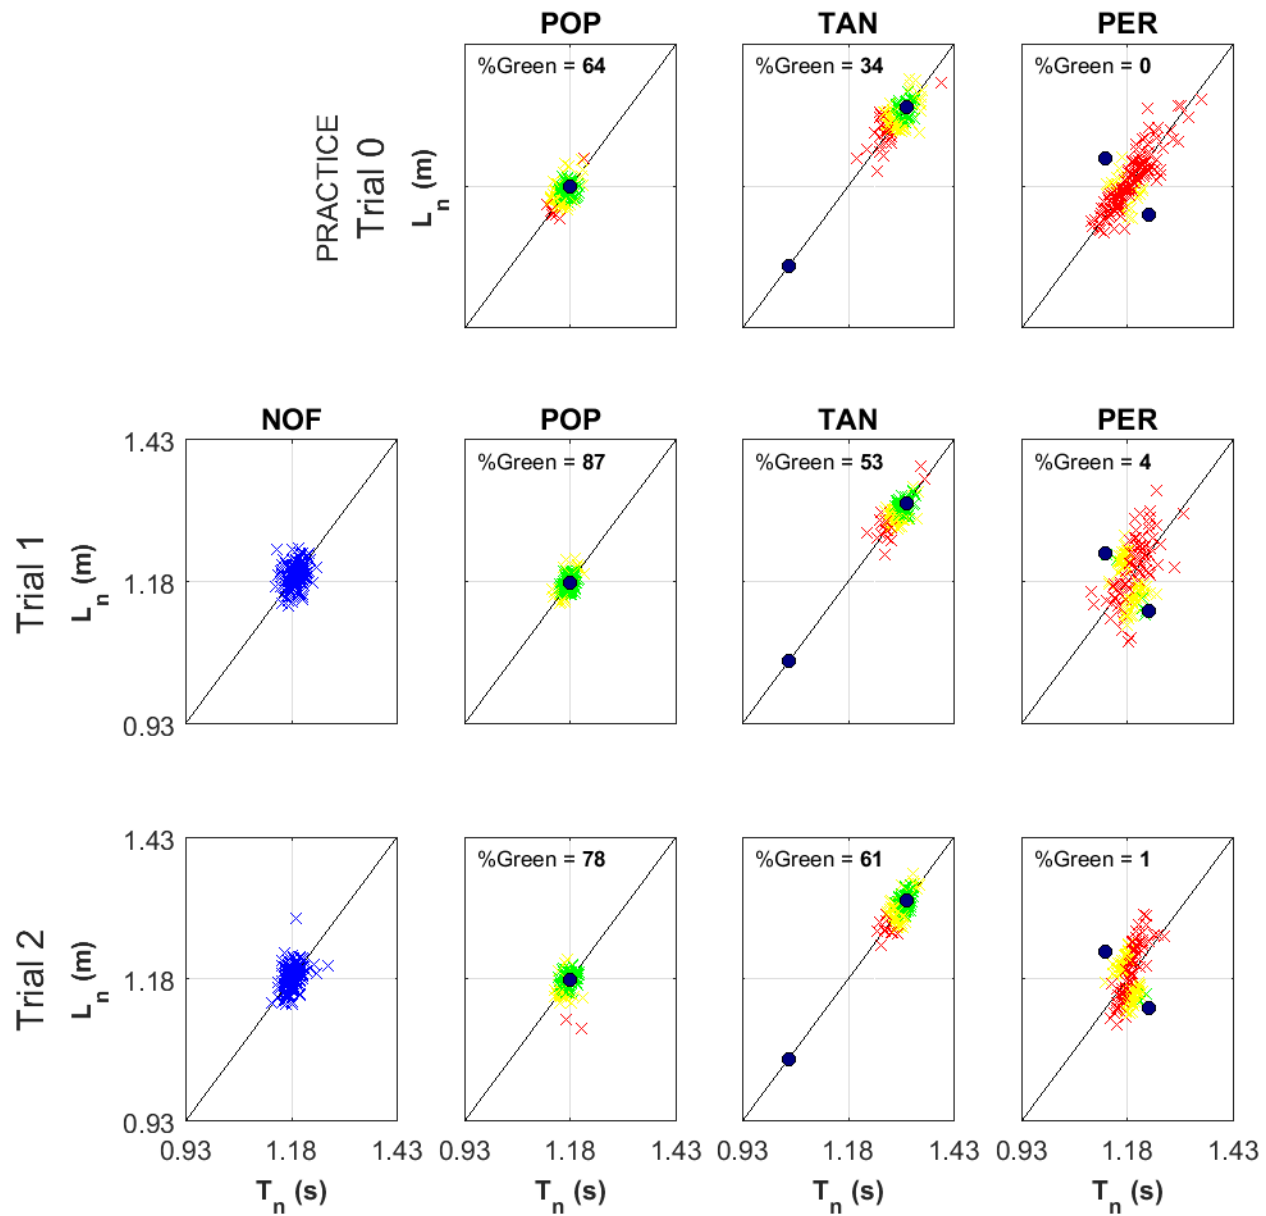 POP TAN PER
PRACTICE
Trial 0
L_n (m)
%Green = 64
%Green = 34
%Green = 0
NOF POP TAN PER
Trial 1
L_n (m)
1.43
1.18
0.93
%Green = 87
%Green = 53
%Green = 4
Trial 2
L_n (m)
1.43
1.18
0.93
%Green = 78
%Green = 61
%Green = 1
0.93 1.18 1.43 0.93 1.18 1.43 0.93 1.18 1.43 0.93 1.18 1.43
T_n (s) T_n (s) T_n (s) T_n (s)